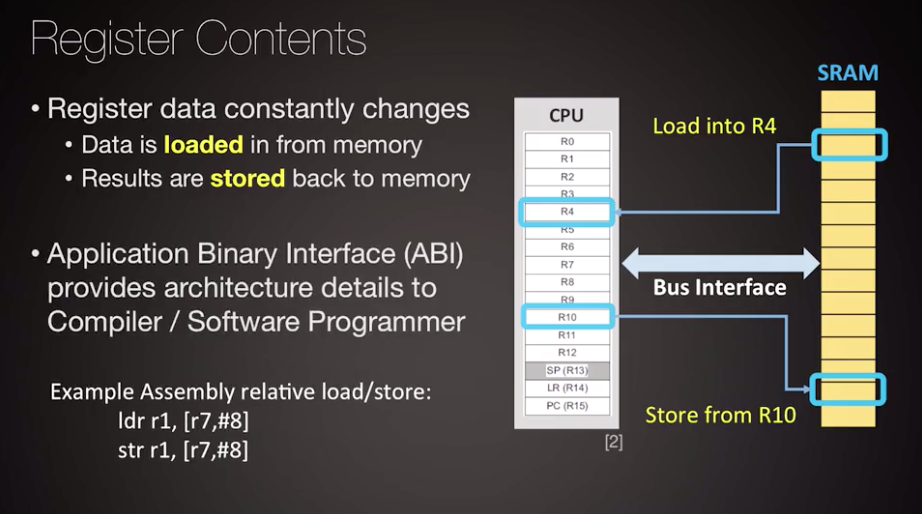 Register Contents
• Register data constantly changes
• Data is loaded in from memory
• Results are stored back to memory
• Application Binary Interface (ABI)
provides architecture details to
Compiler / Software Programmer
Example Assembly relative load/store:
ldr r1, [r7,#8]
str r1, [r7,#8]
CPU
R0
R1
R2
R3
R4
R5
R6
R7
R8
R9
R10
R11
R12
SP (R13)
LR (R14)
PC (R15)
[2]
SRAM
Load into R4
Bus Interface
Store from R10